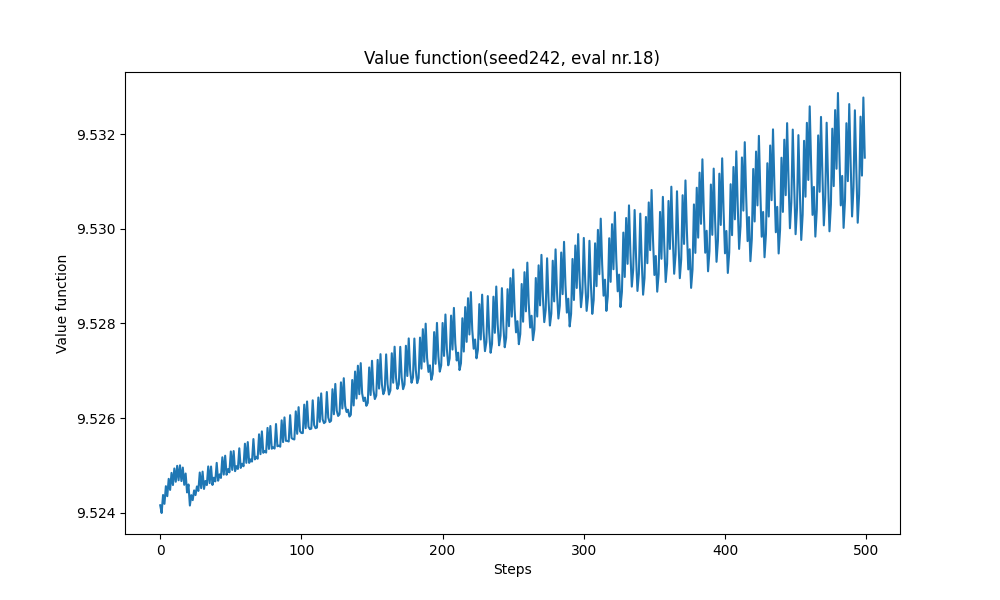 Value function(seed242, eval nr.18)
9.532
9.530
9.528
9.526
9.524
Value function
0 100 200 300 400 500
Steps